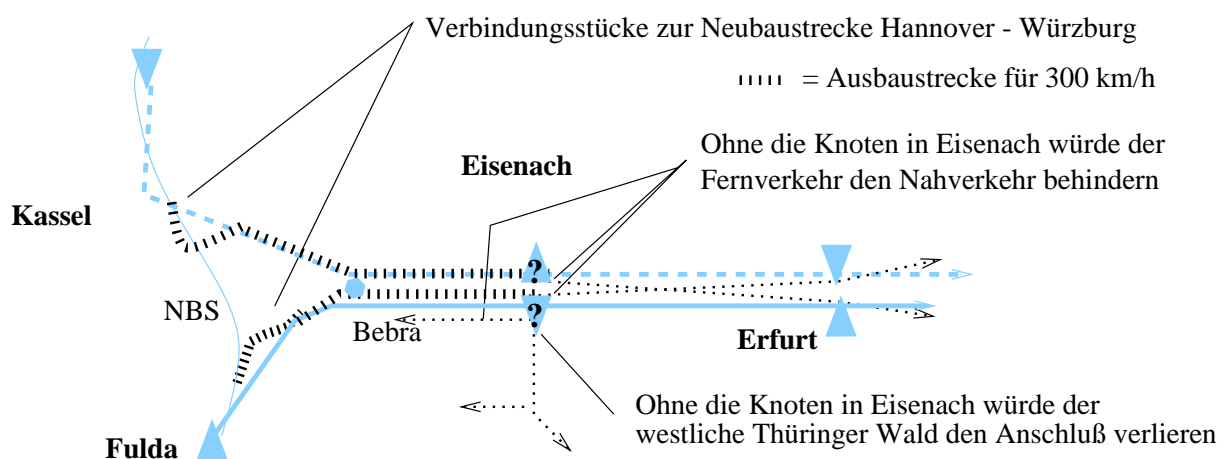 Verbindungsstücke zur Neubaustrecke Hannover - Würzburg
= Ausbaustrecke für 300 km/h
Ohne die Knoten in Eisenach würde der
Fernverkehr den Nahverkehr behindern
Eisenach
Kassel
?
NBS
?
Bebra
Erfurt
Ohne die Knoten in Eisenach würde der
westliche Thüringer Wald den Anschluß verlieren
Fulda